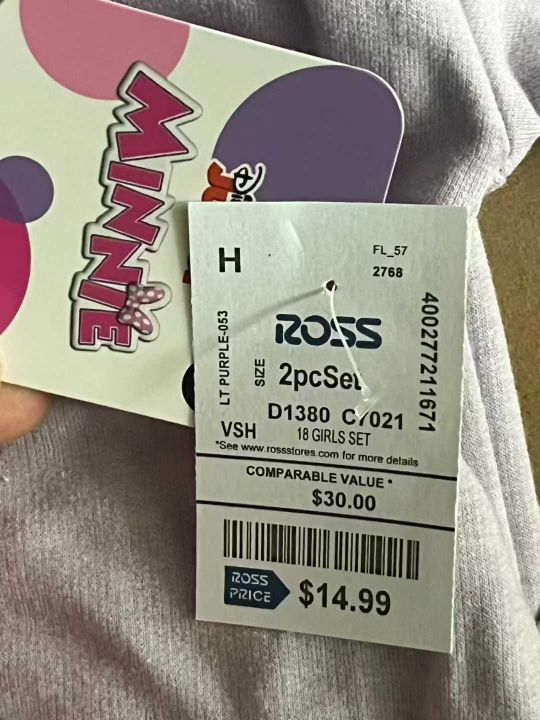 MINNIE
H
FL_57
2768
400277211671
LT PURPLE-053
ROSS
SIZE
2pcSet
D1380 C7021
VSH
18 GIRLS SET
*See www.rossstores.com for more details
COMPARABLE VALUE *
$30.00
ROSS
PRICE
$14.99